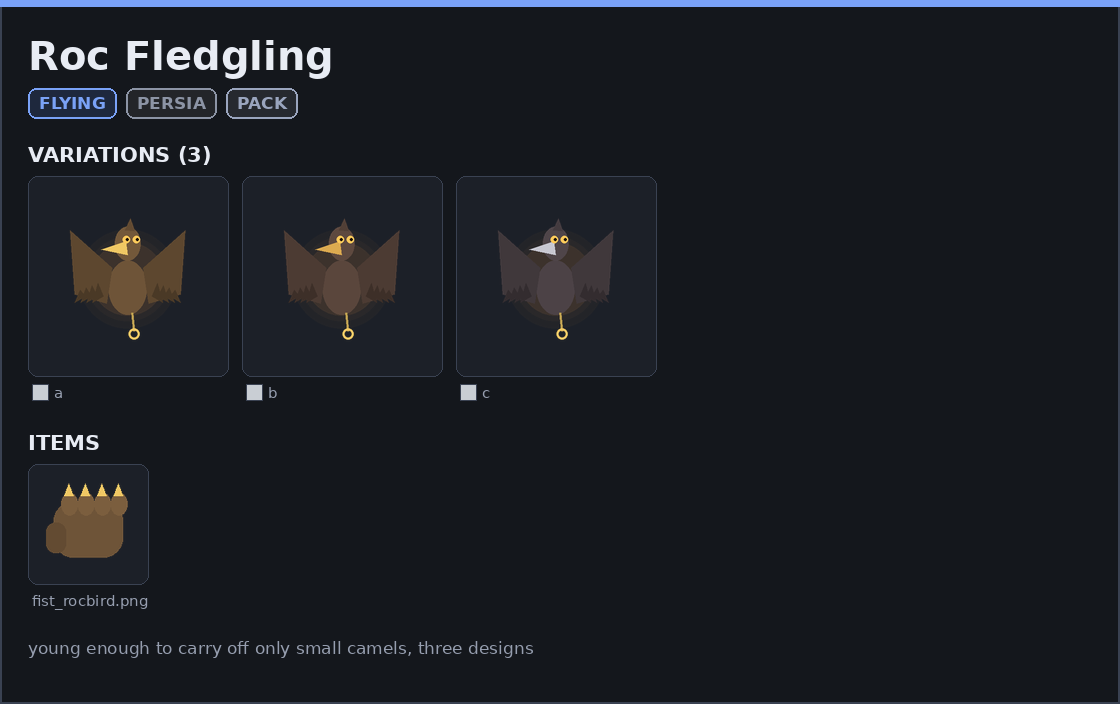 Roc Fledgling
FLYING PERSIA PACK
VARIATIONS (3)
a b c
ITEMS
fist_rocbird.png
young enough to carry off only small camels, three designs